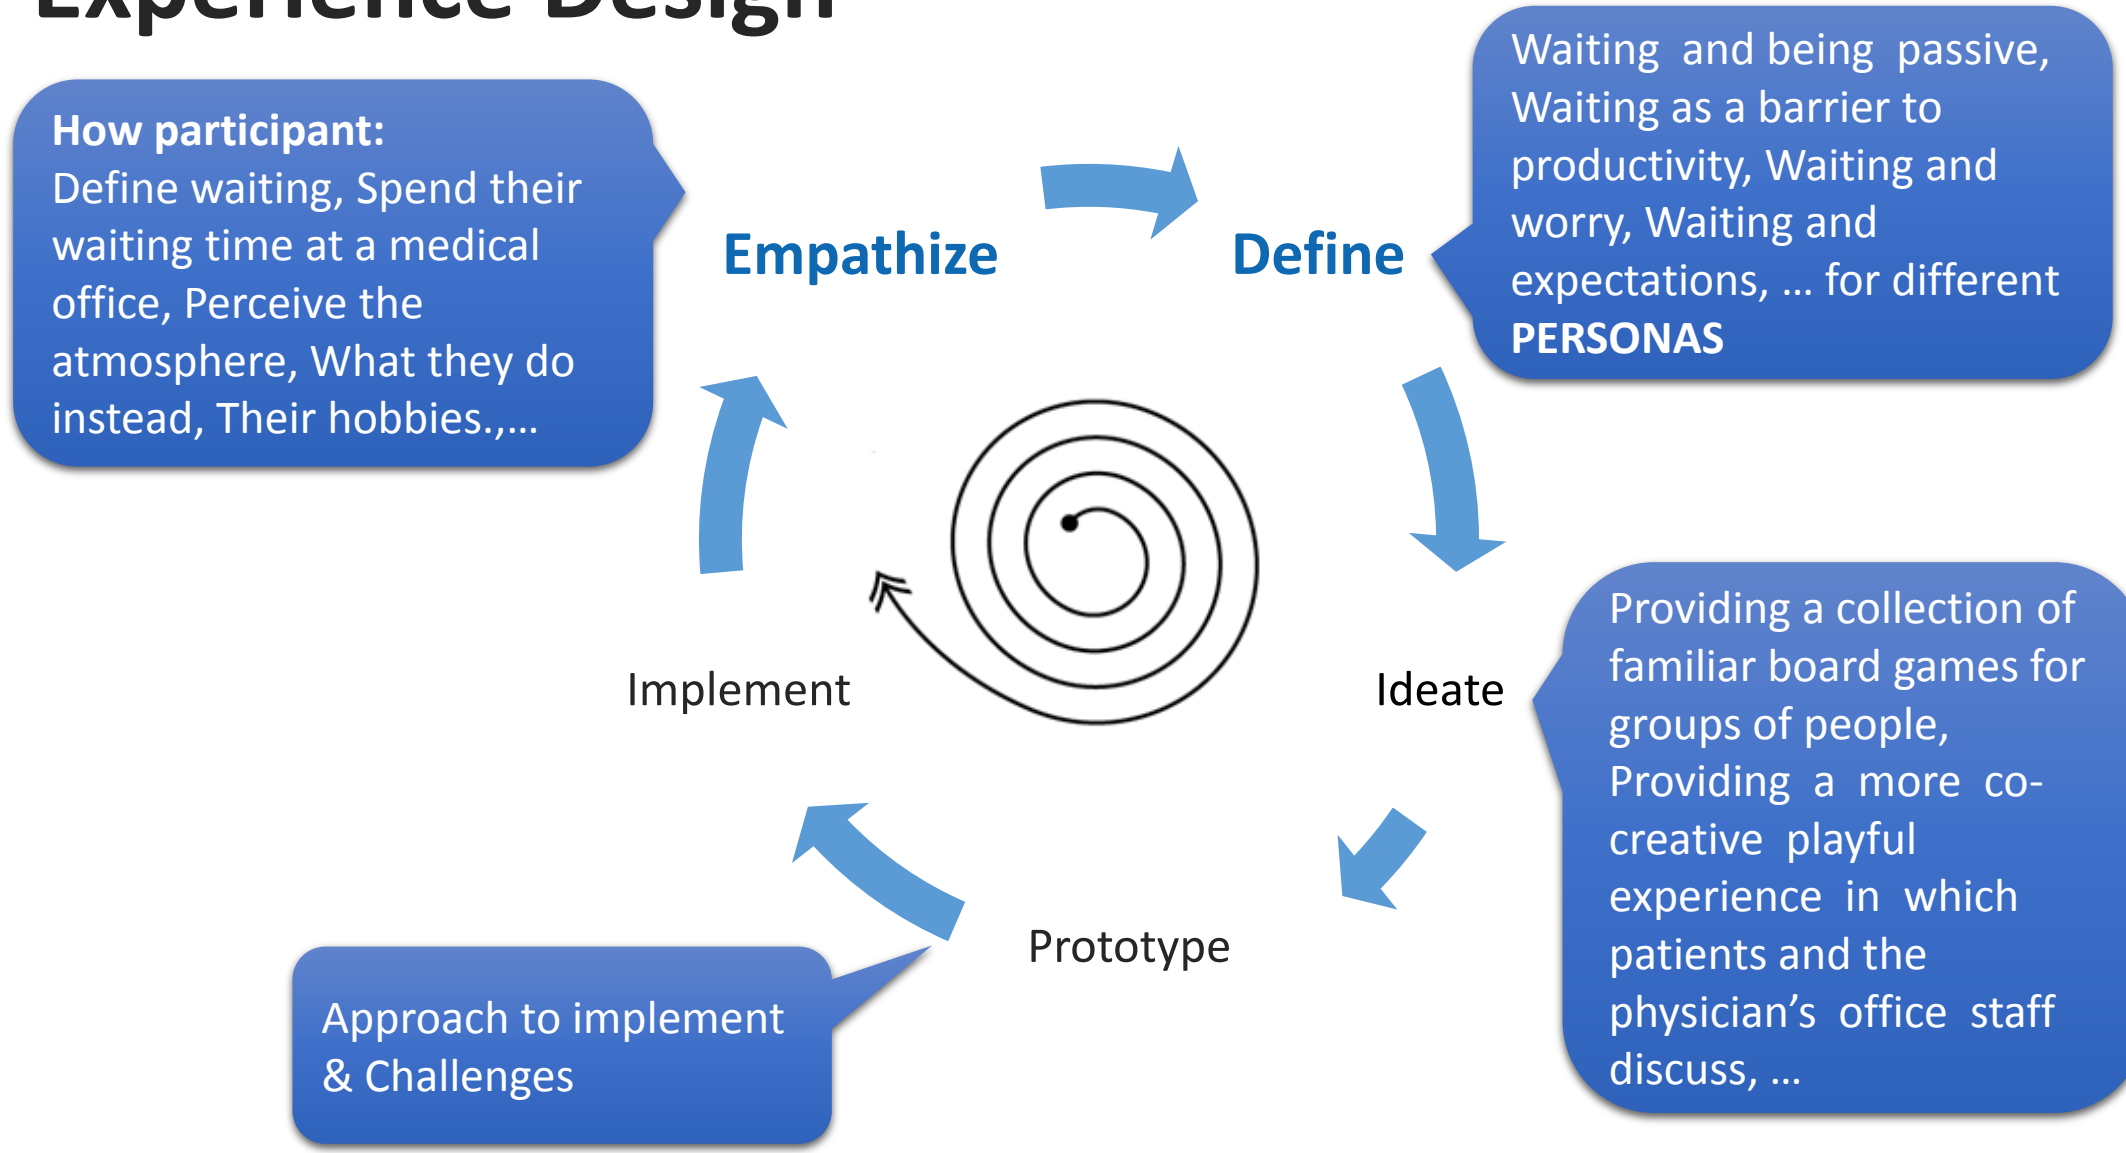 Experience Design
How participant:
Define waiting, Spend their
waiting time at a medical
office, Perceive the
atmosphere, What they do
instead, Their hobbies.,...
Empathize
Define
Waiting and being passive,
Waiting as a barrier to
productivity, Waiting and
worry, Waiting and
expectations, ... for different
PERSONAS
Implement
Ideate
Providing a collection of
familiar board games for
groups of people,
Providing a more co-
creative playful
experience in which
patients and the
physician’s office staff
discuss, ...
Prototype
Approach to implement
& Challenges